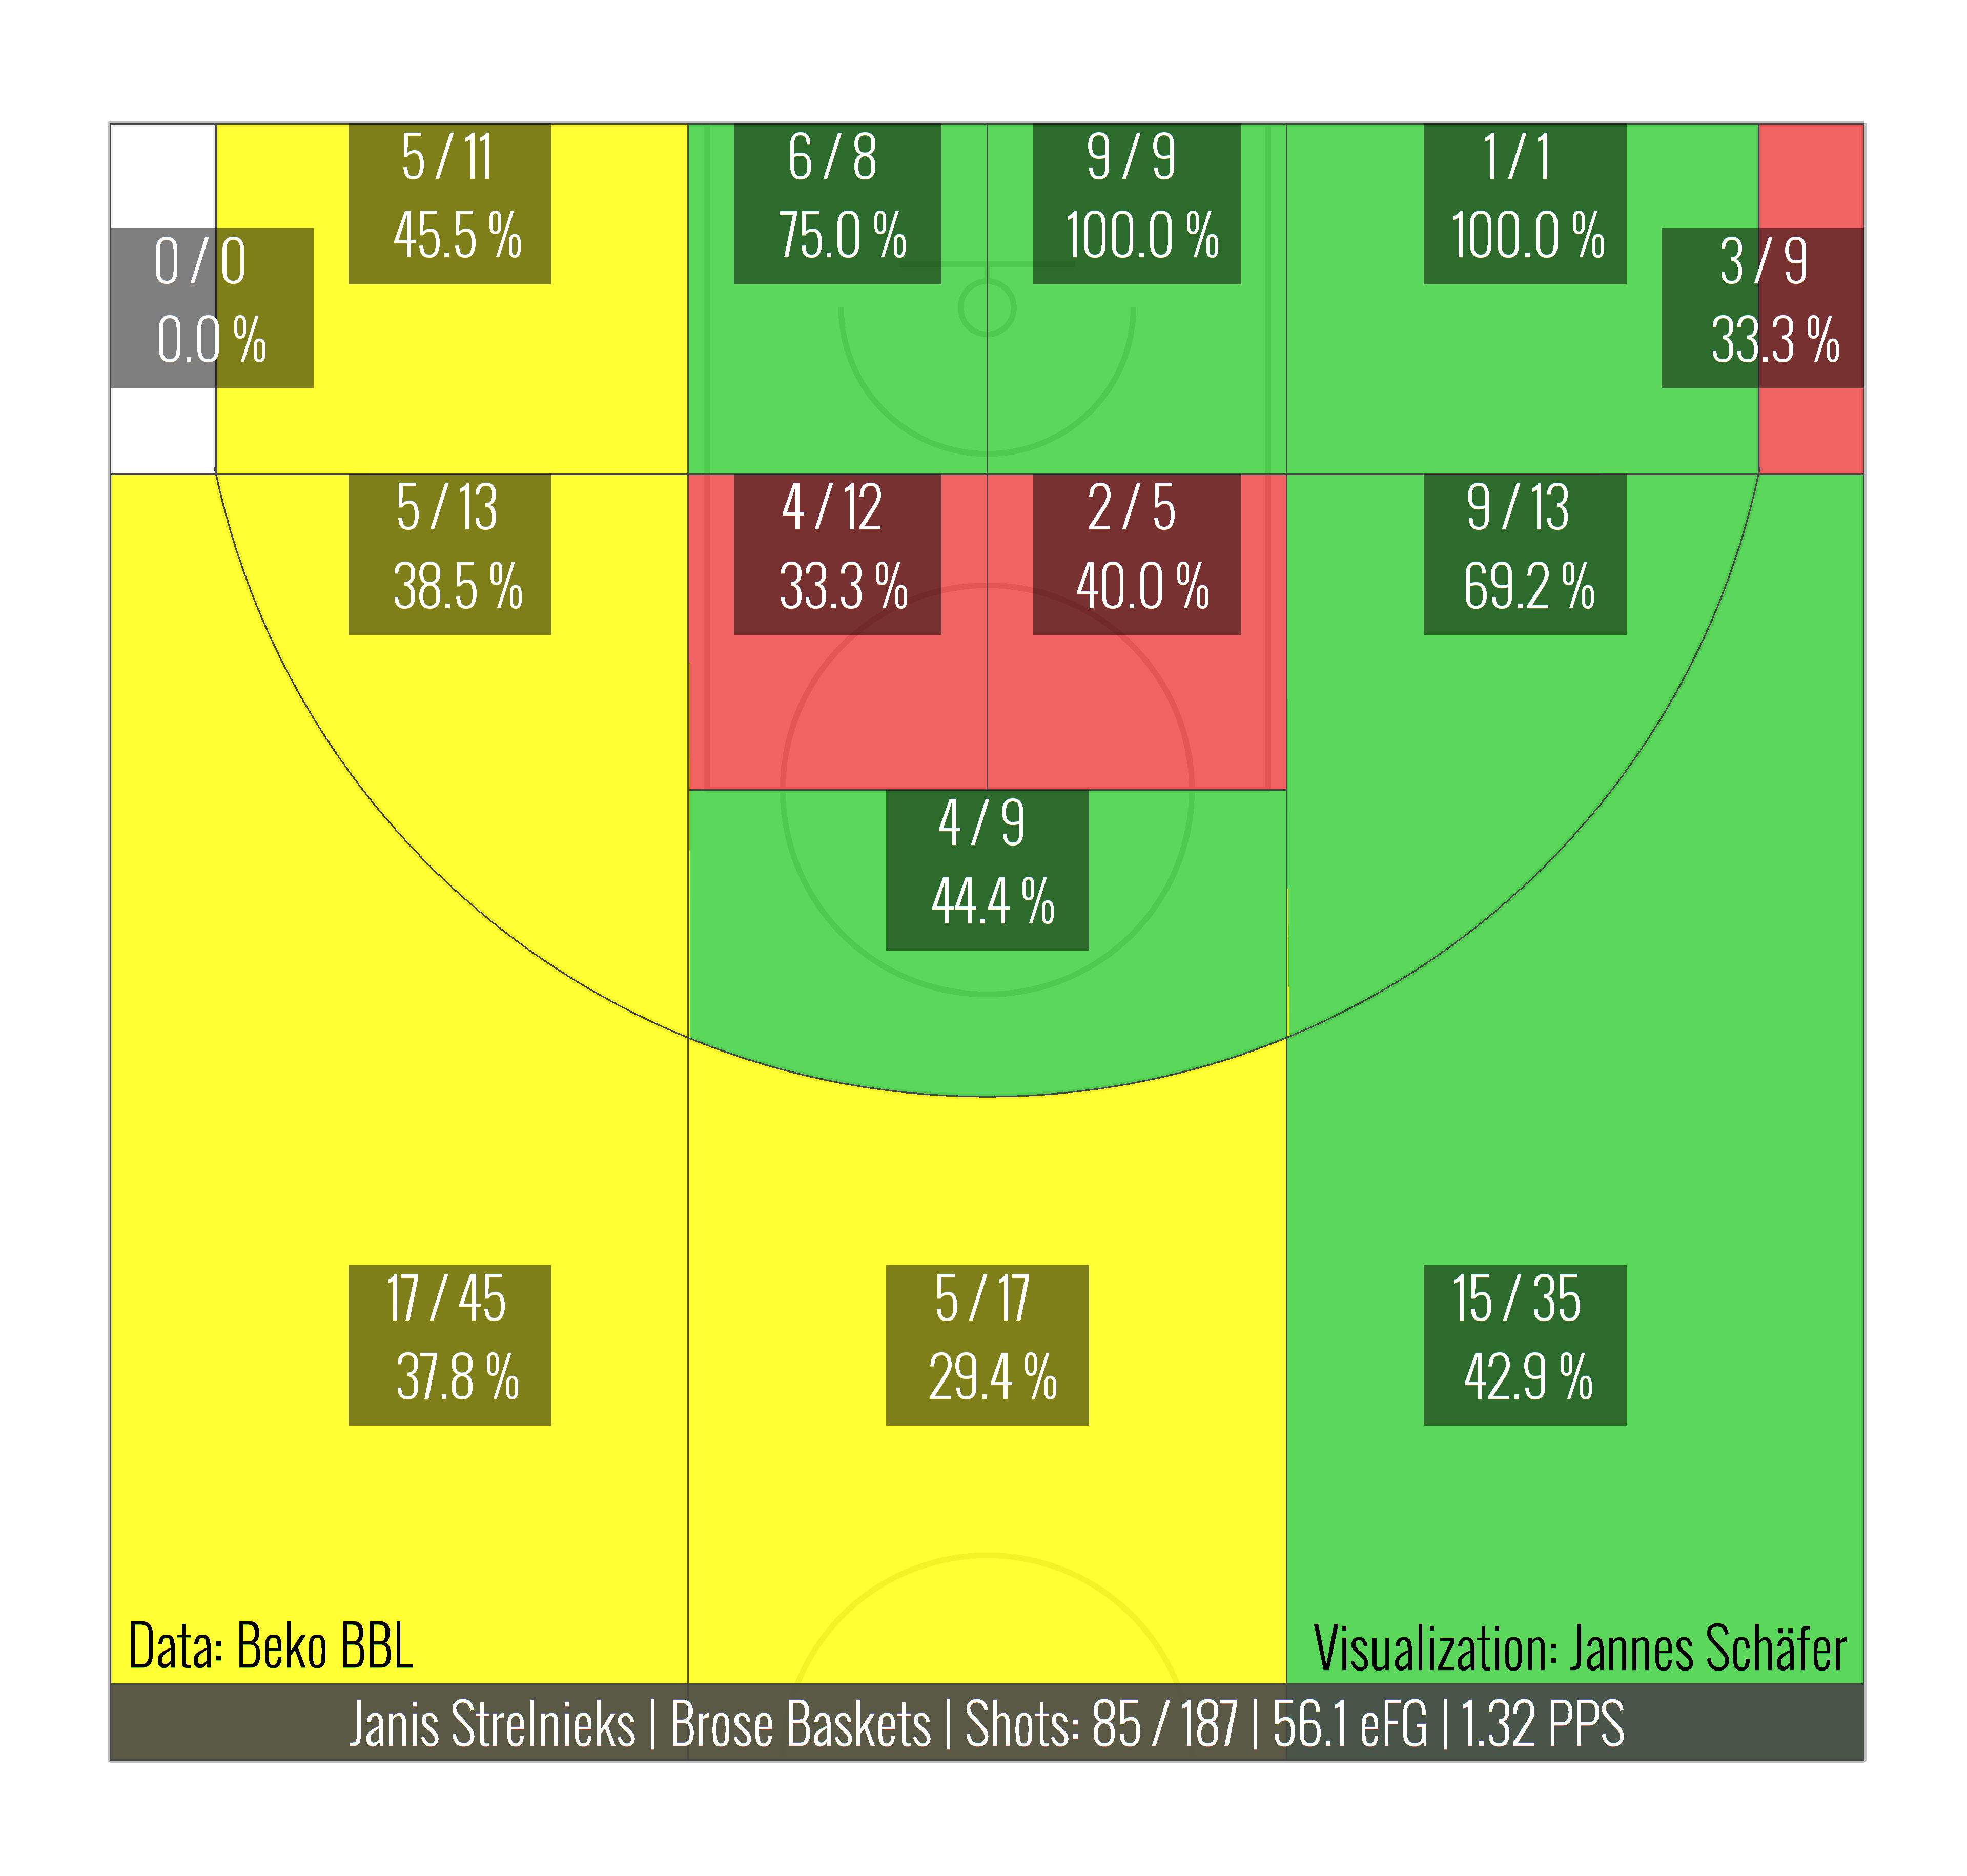 5 / 11
45.5 %
6 / 8
75.0 %
9 / 9
100.0 %
1 / 1
100.0 %
0 / 0
0.0 %
3 / 9
33.3 %
5 / 13
38.5 %
4 / 12
33.3 %
2 / 5
40.0 %
9 / 13
69.2 %
4 / 9
44.4 %
17 / 45
37.8 %
5 / 17
29.4 %
15 / 35
42.9 %
Data: Beko BBL
Visualization: Jannes Schäfer
Janis Strelnieks | Brose Baskets | Shots: 85 / 187 | 56.1 eFG | 1.32 PPS